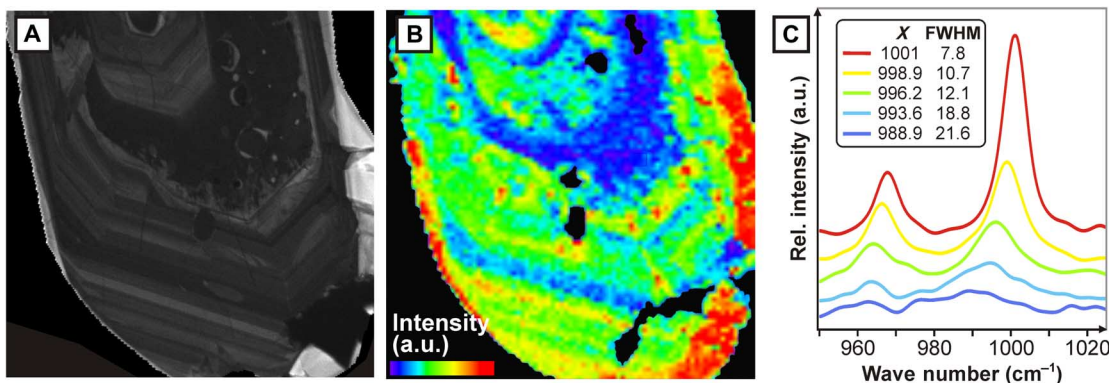 A
B
Intensity
(a.u.)
C
X FWHM
1001 7.8
998.9 10.7
996.2 12.1
993.6 18.8
988.9 21.6
Rel. intensity (a.u.)
960 980 1000 1020
Wave number (cm⁻¹)